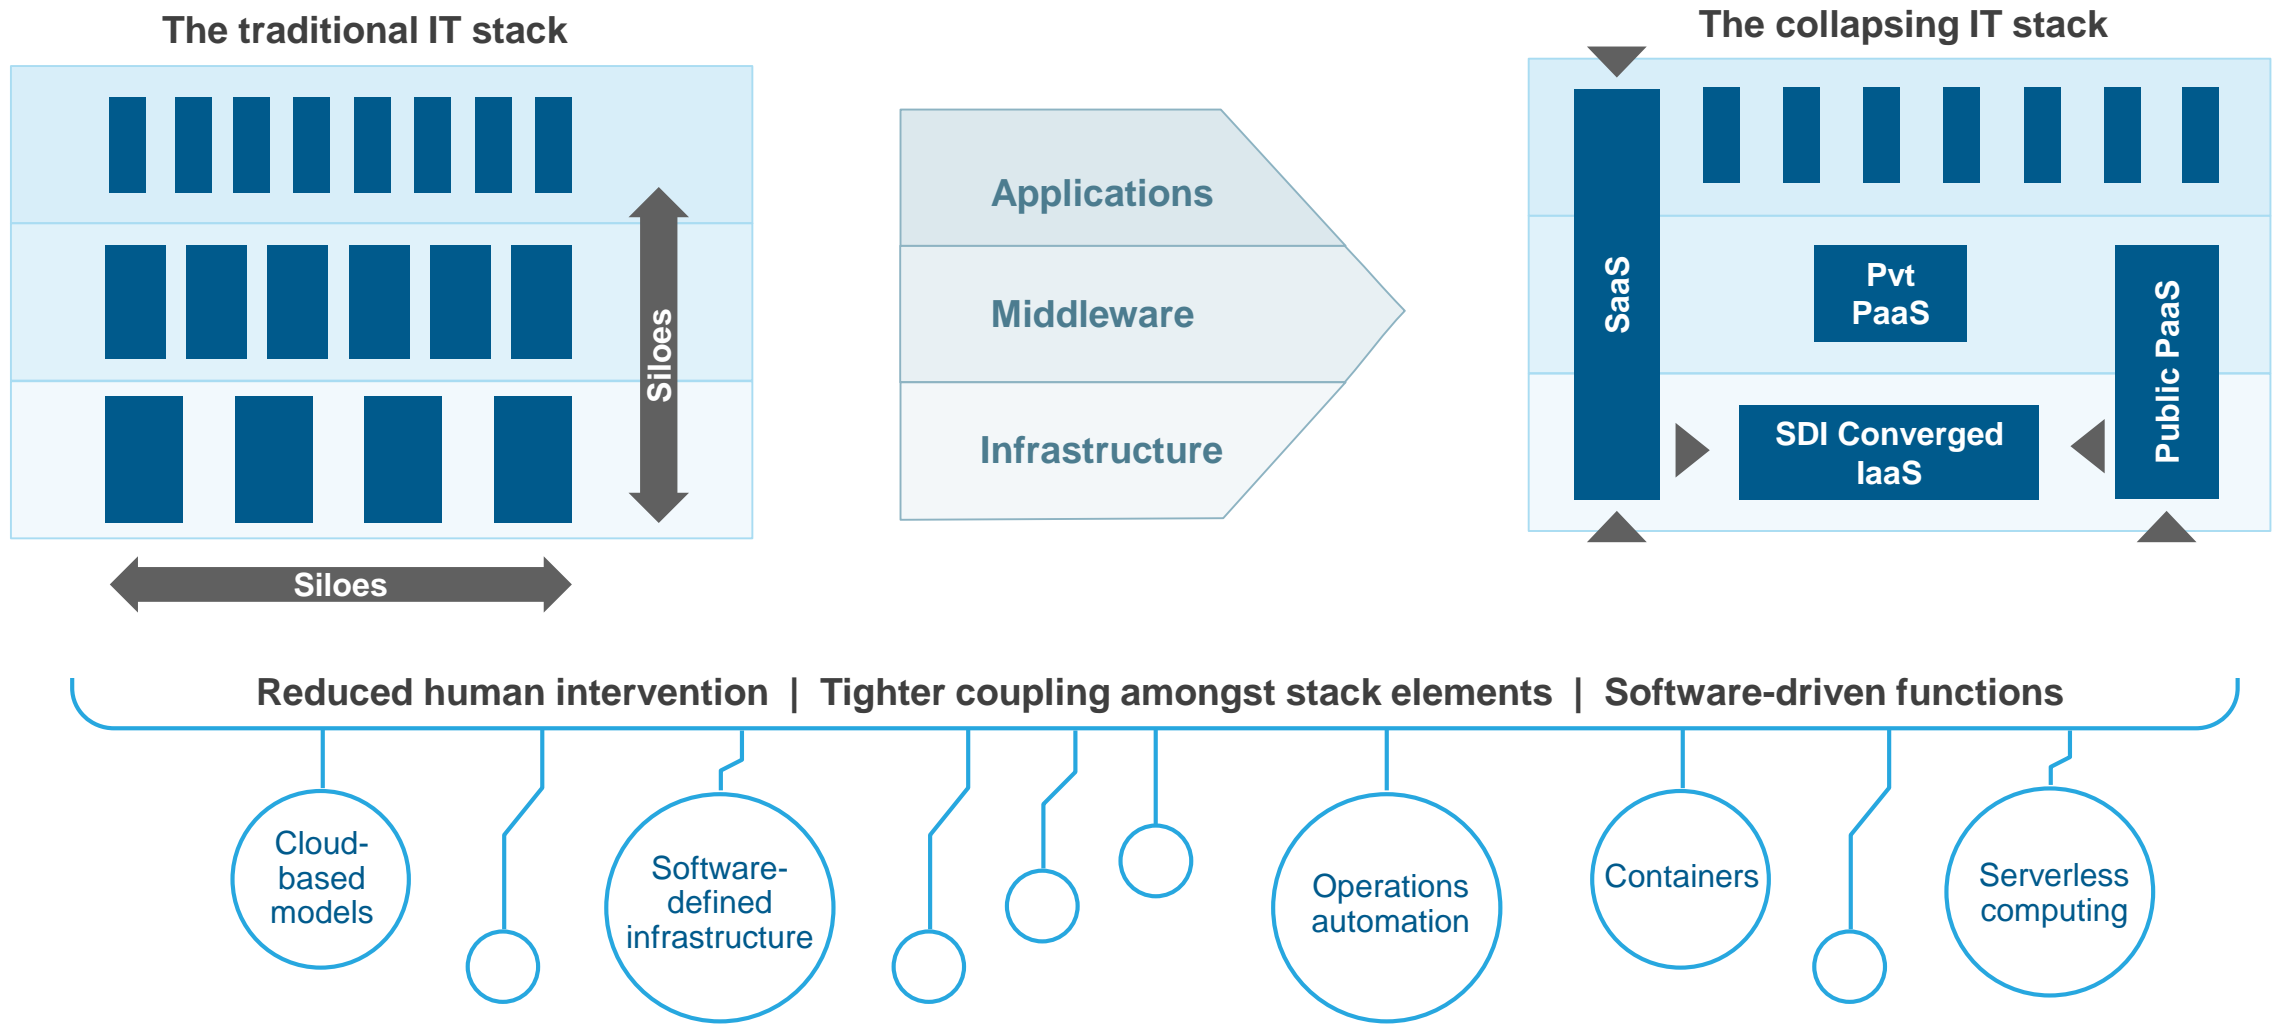 The traditional IT stack
The collapsing IT stack
Siloes
Siloes
Applications
Middleware
Infrastructure
SaaS
Pvt
PaaS
Public PaaS
SDI Converged
IaaS
Reduced human intervention | Tighter coupling amongst stack elements | Software-driven functions
Cloud-
based
models
Software-
defined
infrastructure
Operations
automation
Containers
Serverless
computing